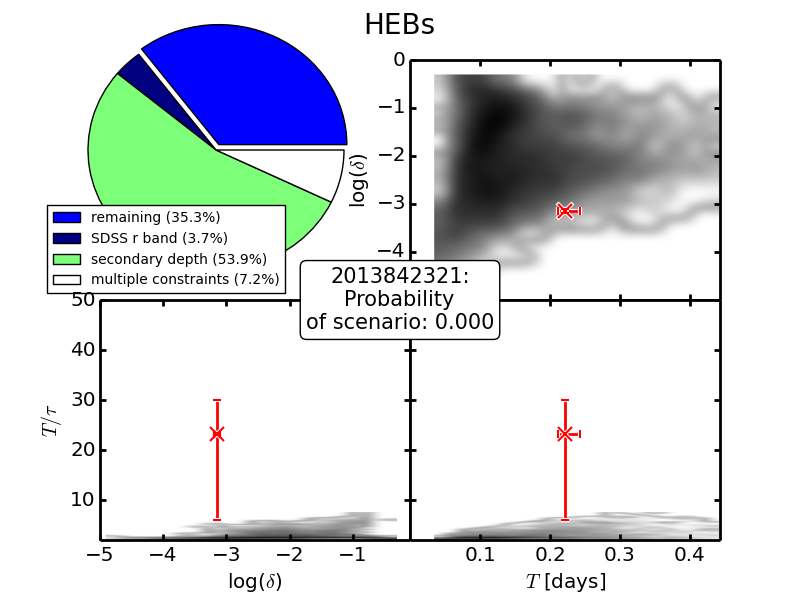 HEBs
remaining (35.3%)
SDSS r band (3.7%)
secondary depth (53.9%)
multiple constraints (7.2%)
0
−1
−2
−3
−4
log(δ)
2013842321:
Probability
of scenario: 0.000
50
40
30
20
10
T/τ
−5 −4 −3 −2 −1
log(δ)
0.1 0.2 0.3 0.4
T [days]